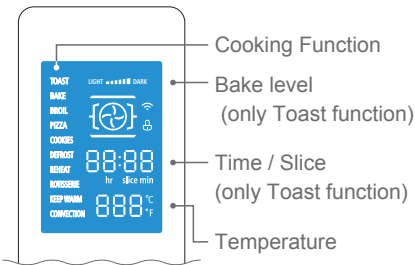 Cooking Function
TOAST
LIGHT DARK
Bake level
(only Toast function)
BAKE
BROIL
PIZZA
COOKIES
DEFROST
88:88
Time / Slice
(only Toast function)
REHEAT
hr slice min
ROTISSERIE
KEEP WARM
888 °C
°F
CONVECTION
Temperature